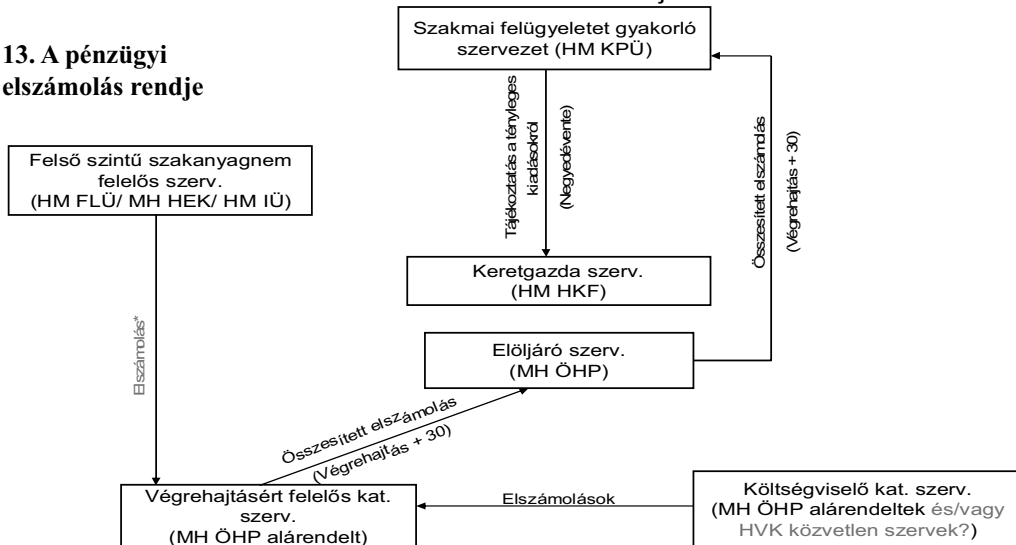 13. A pénzügyi
elszámolás rendje
Szakmai felügyeletet gyakorló
szervezet (HM KPÜ)
Tájékoztatás a tényleges
kiadásokról
(Negyedévente)
Összesített elszámolás
(Végrehajtás + 30)
Felső szintű szakanyagnem
felelős szerv.
(HM FLÜ/ MH HEK/ HM IÜ)
Keretgazda szerv.
(HM HKF)
Elszámolás*
Elöljáró szerv.
(MH ÖHP)
Összesített elszámolás
(Végrehajtás + 30)
Végrehajtásért felelős kat.
szerv.
(MH ÖHP alárendelt)
Elszámolások
Költségviselő kat. szerv.
(MH ÖHP alárendeltek és/vagy
HVK közvetlen szervek?)